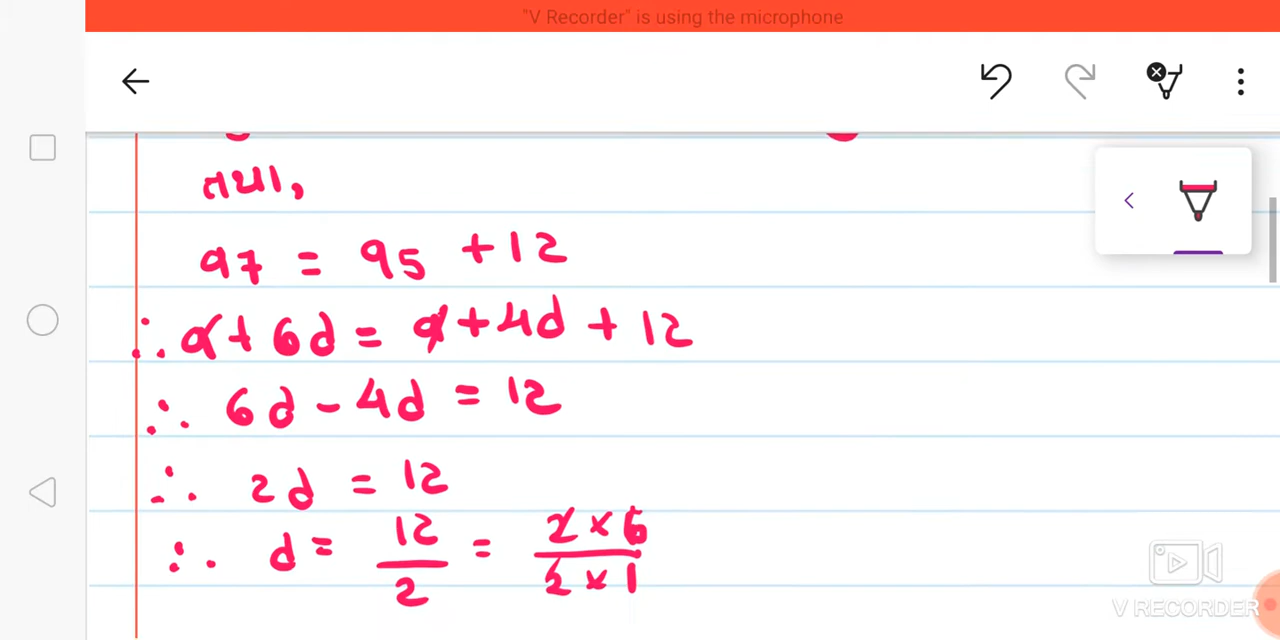 "V Recorder" is using the microphone
તથા,
a7 = a5 + 12
∴ a + 6d = a + 4d + 12
∴ 6d - 4d = 12
∴ 2d = 12
∴ d = 12/2 = 2 × 6/2 × 1
V RECORDER